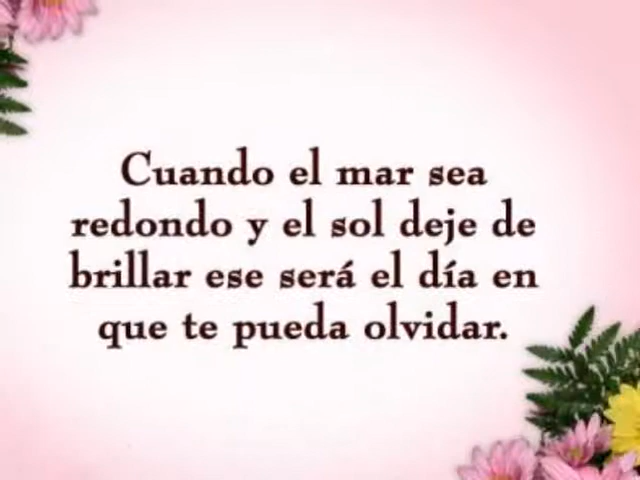 Cuando el mar sea
redondo y el sol deje de
brillar ese será el día en
que te pueda olvidar.